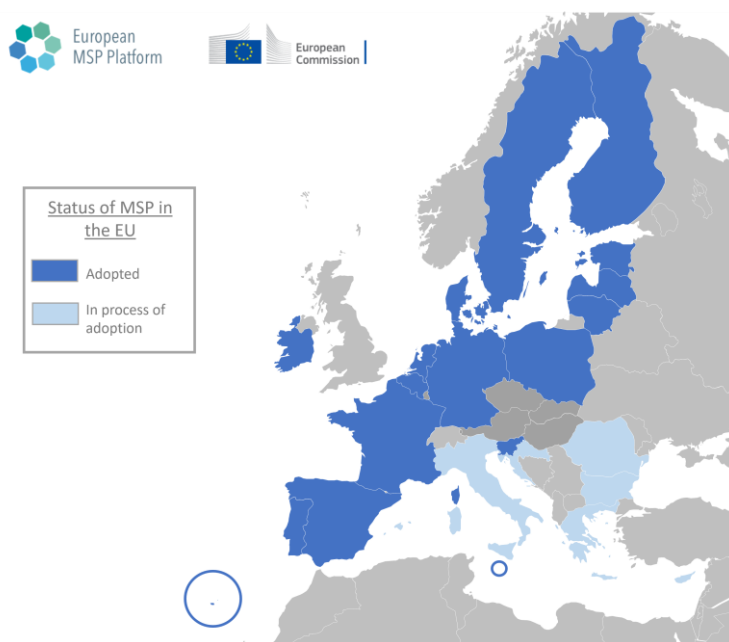 European
MSP Platform
European
Commission
Status of MSP in
the EU
Adopted
In process of
adoption